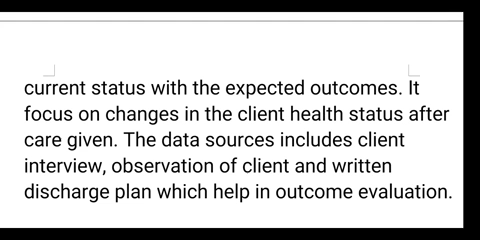 current status with the expected outcomes. It
focus on changes in the client health status after
care given. The data sources includes client
interview, observation of client and written
discharge plan which help in outcome evaluation.